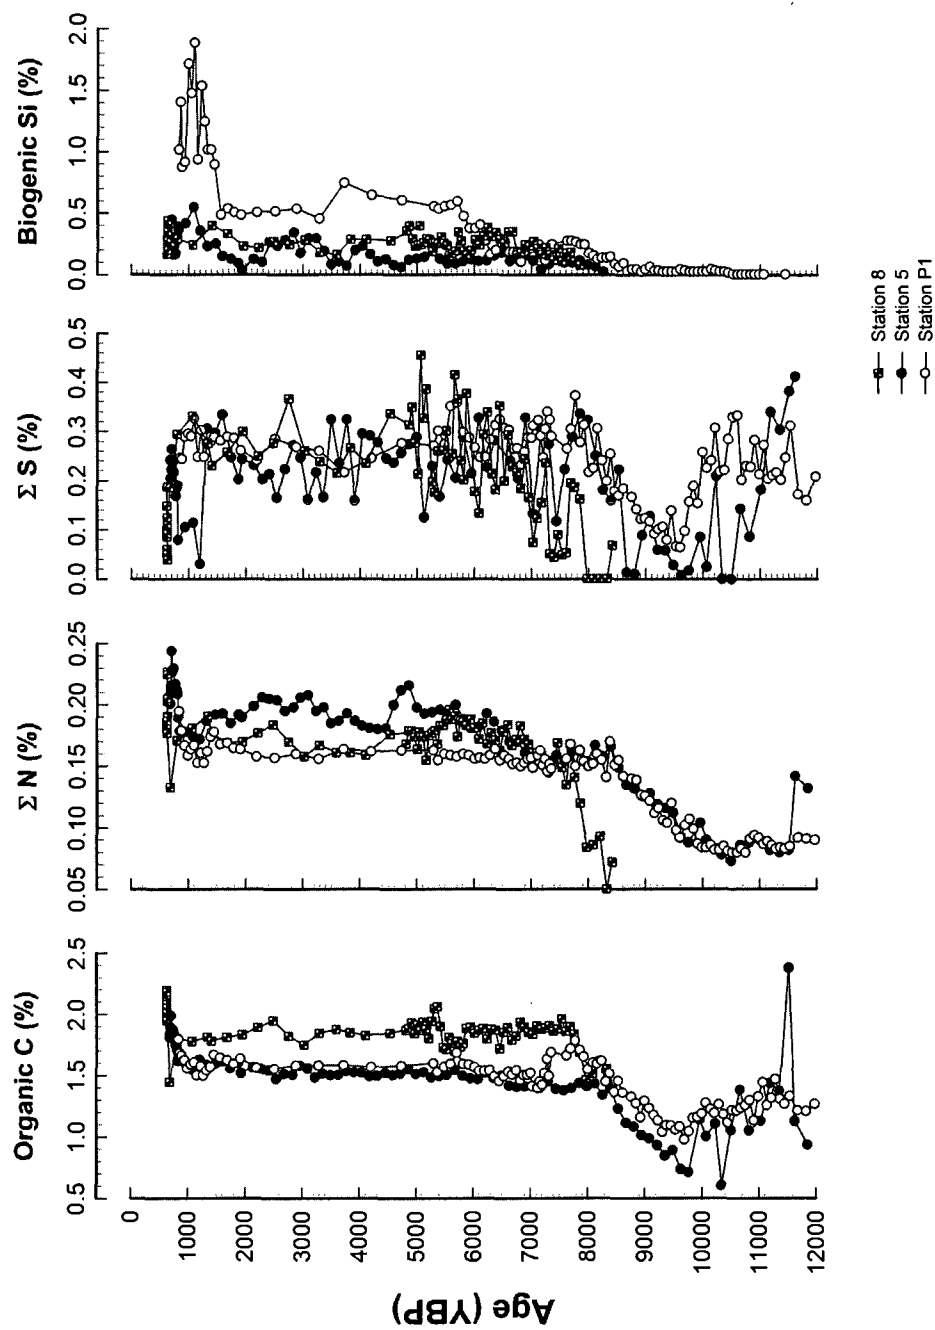 Organic C (%)
0.5 1.0 1.5 2.0 2.5
Σ N (%)
0.05 0.10 0.15 0.20 0.25
Σ S (%)
0.0 0.1 0.2 0.3 0.4 0.5
Biogenic Si (%)
0.0 0.5 1.0 1.5 2.0
Age (YBP)
0
1000
2000
3000
4000
5000
6000
7000
8000
9000
10000
11000
12000
Station 8
Station 5
Station P1